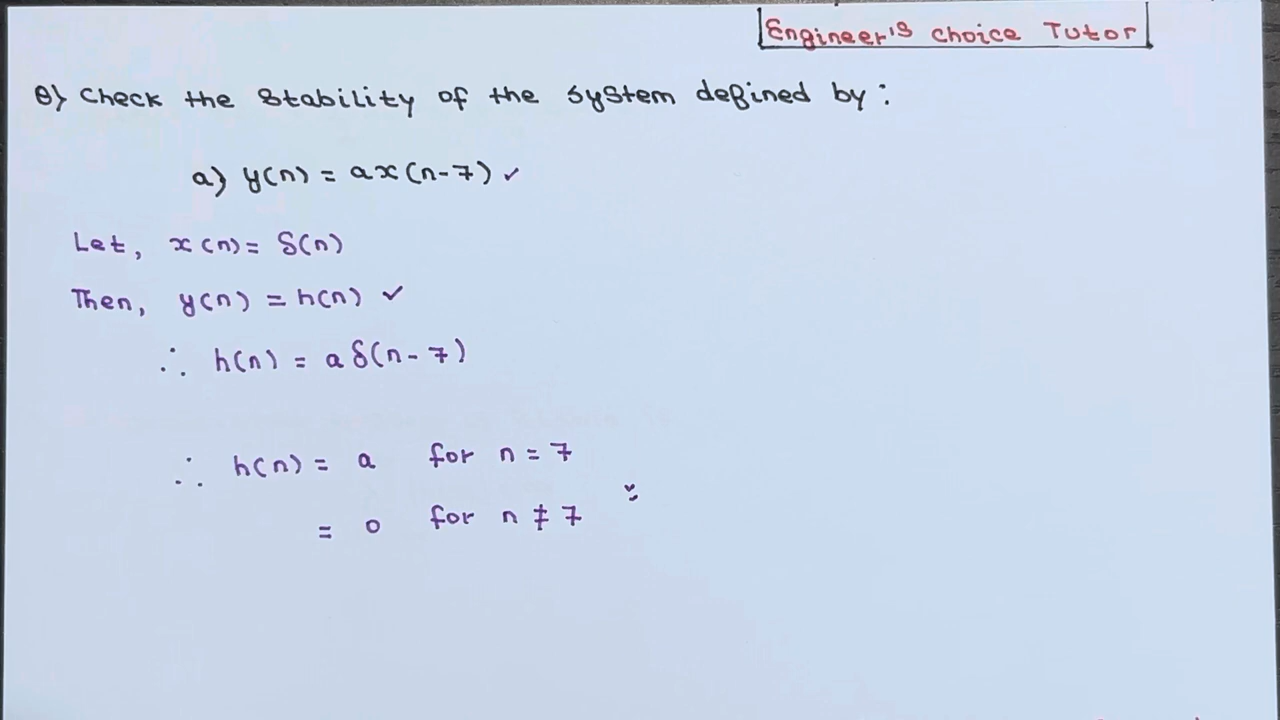 Engineer's choice Tutor
Q) Check the Stability of the System defined by :
a) y(n) = ax(n-7) ✓
Let, x(n) = δ(n)
Then, y(n) = h(n) ✓
∴ h(n) = a δ(n-7)
∴ h(n) = a for n = 7
= 0 for n ≠ 7